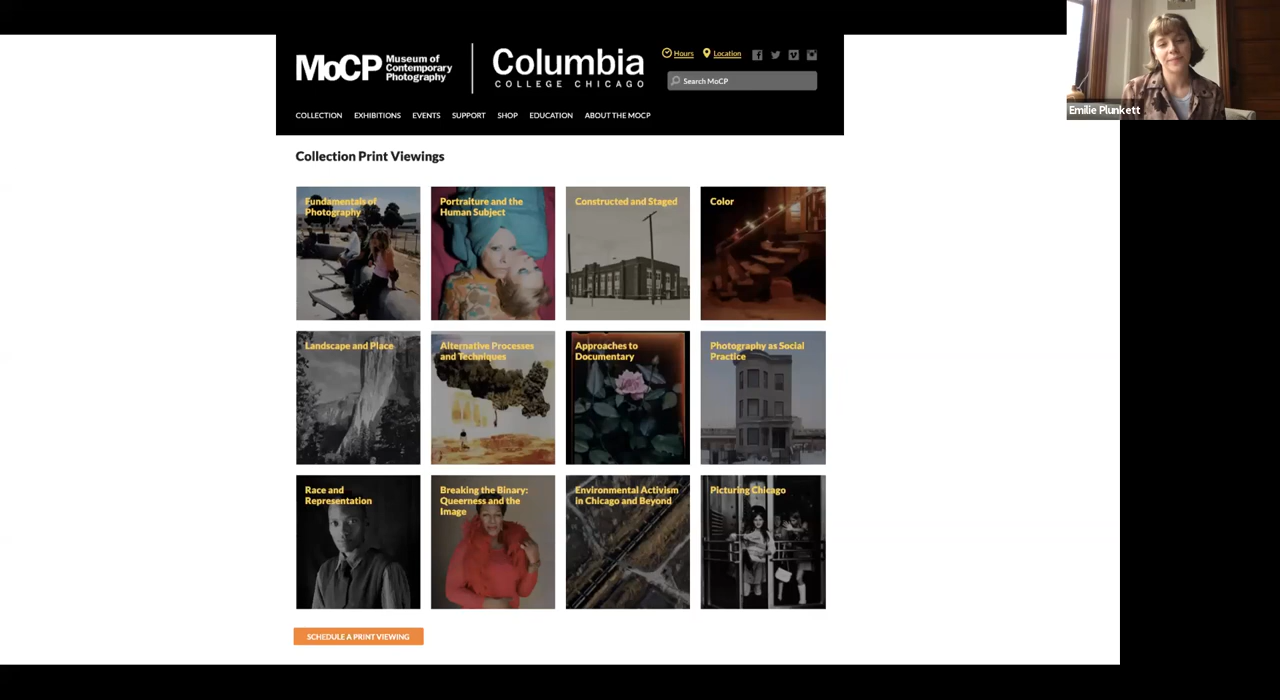 MoCP
Museum of
Contemporary
Photography
Columbia
COLLEGE CHICAGO
Hours
Location
Search MoCP
COLLECTION EXHIBITIONS EVENTS SUPPORT SHOP EDUCATION ABOUT THE MOCP
Emilie Plunkett
Collection Print Viewings
Fundamentals of
Photography
Portraiture and the
Human Subject
Constructed and Staged
Color
Landscape and Place
Alternative Processes
and Techniques
Approaches to
Documentary
Photography as Social
Practice
Race and
Representation
Breaking the Binary:
Queerness and the
Image
Environmental Activism
in Chicago and Beyond
Picturing Chicago
SCHEDULE A PRINT VIEWING